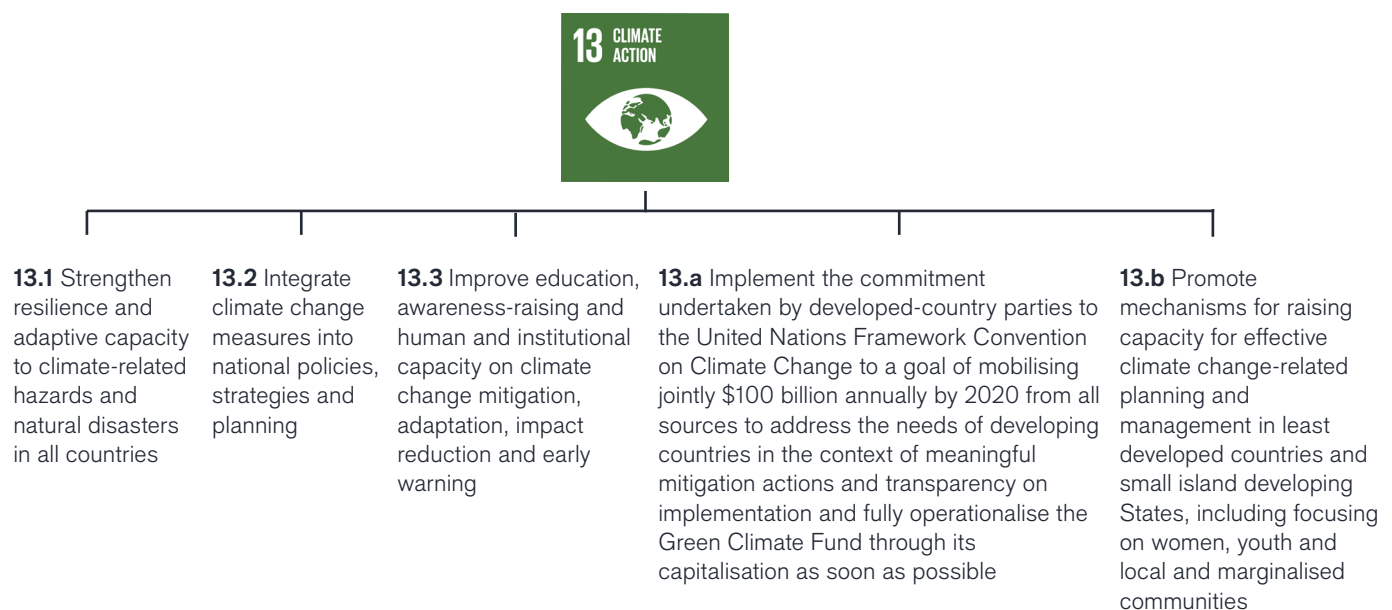 13 CLIMATE
ACTION
13.1 Strengthen
resilience and
adaptive capacity
to climate-related
hazards and
natural disasters
in all countries
13.2 Integrate
climate change
measures into
national policies,
strategies and
planning
13.3 Improve education,
awareness-raising and
human and institutional
capacity on climate
change mitigation,
adaptation, impact
reduction and early
warning
13.a Implement the commitment
undertaken by developed-country parties to
the United Nations Framework Convention
on Climate Change to a goal of mobilising
jointly $100 billion annually by 2020 from all
sources to address the needs of developing
countries in the context of meaningful
mitigation actions and transparency on
implementation and fully operationalise the
Green Climate Fund through its
capitalisation as soon as possible
13.b Promote
mechanisms for raising
capacity for effective
climate change-related
planning and
management in least
developed countries and
small island developing
States, including focusing
on women, youth and
local and marginalised
communities